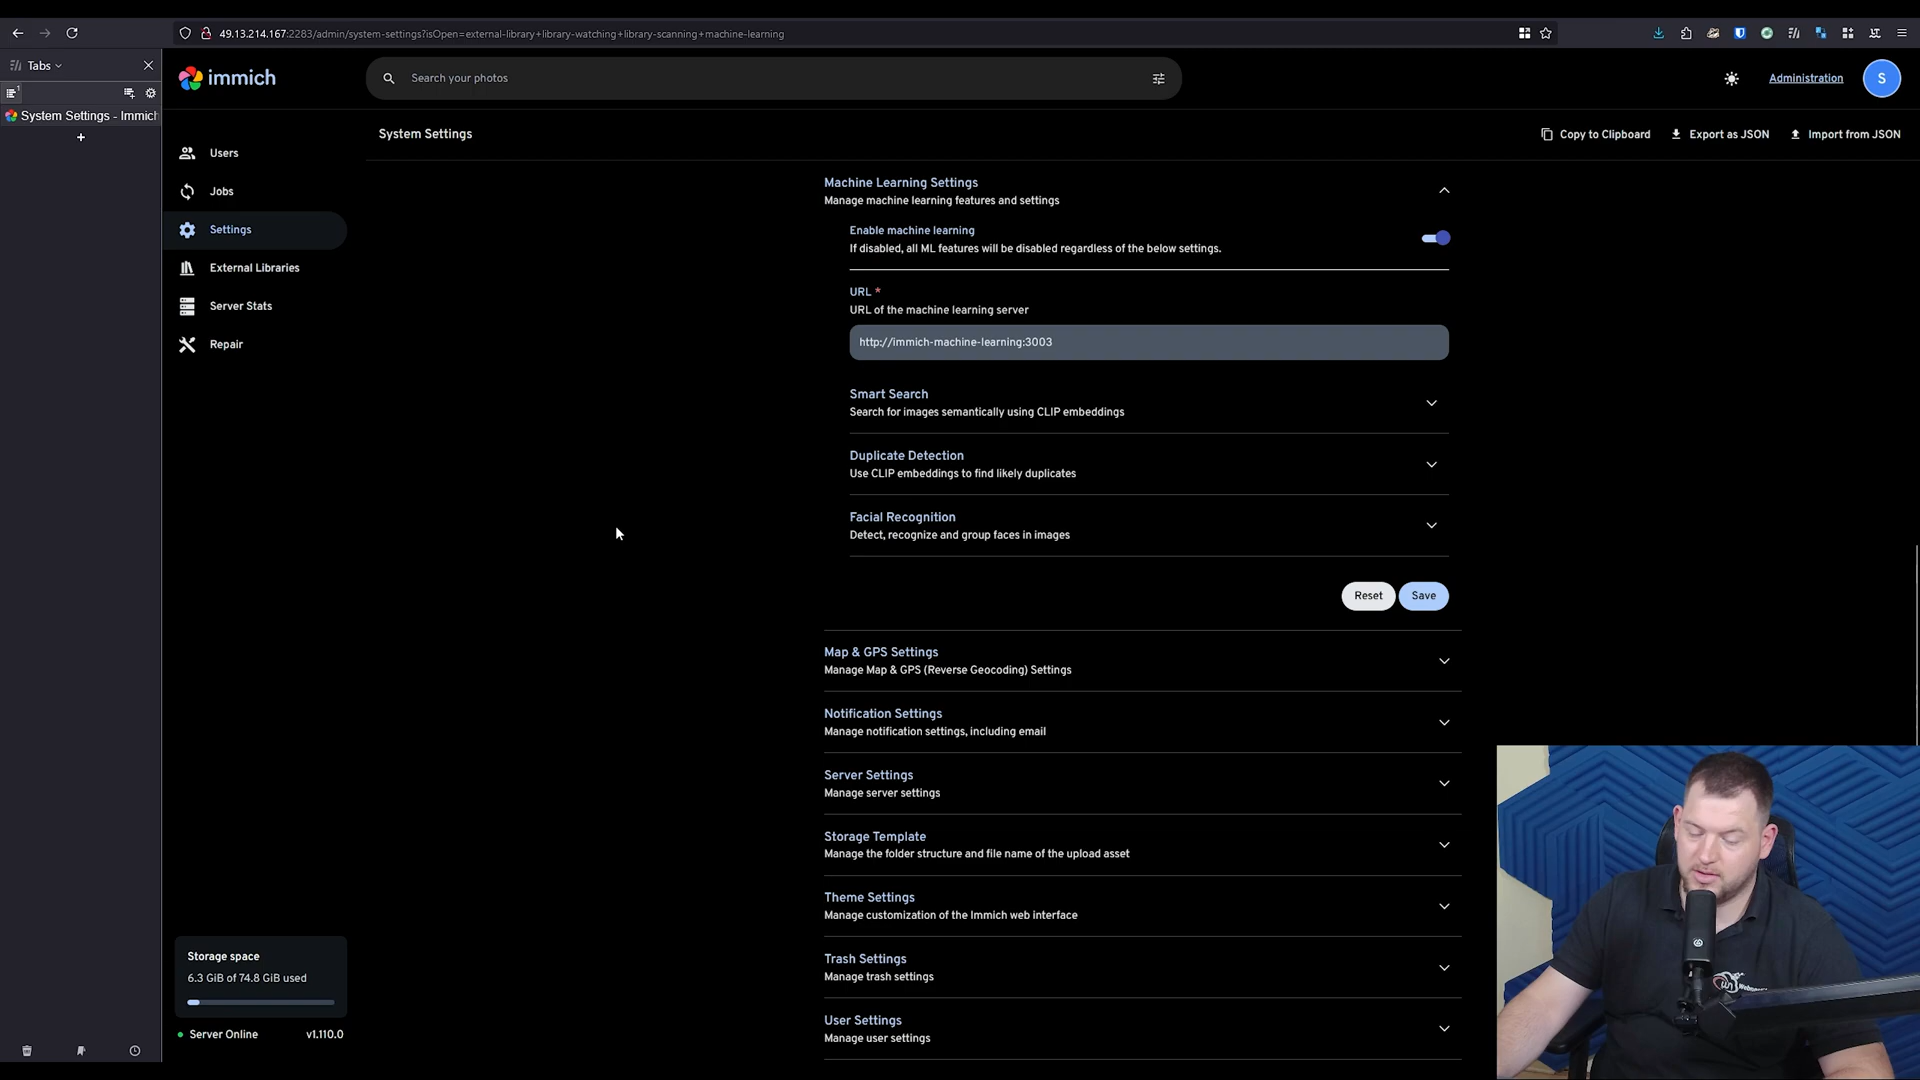 49.13.214.167:2283/admin/system-settings?isOpen=external-library+library-watching+library-scanning+machine-learning
Tabs
immich
Search your photos
Administration
S
1
System Settings - Immich
System Settings
Copy to Clipboard
Export as JSON
Import from JSON
Users
Jobs
Settings
External Libraries
Server Stats
Repair
Machine Learning Settings
Manage machine learning features and settings
Enable machine learning
If disabled, all ML features will be disabled regardless of the below settings.
URL *
URL of the machine learning server
http://immich-machine-learning:3003
Smart Search
Search for images semantically using CLIP embeddings
Duplicate Detection
Use CLIP embeddings to find likely duplicates
Facial Recognition
Detect, recognize and group faces in images
Reset
Save
Map & GPS Settings
Manage Map & GPS (Reverse Geocoding) Settings
Notification Settings
Manage notification settings, including email
Server Settings
Manage server settings
Storage Template
Manage the folder structure and file name of the upload asset
Theme Settings
Manage customization of the Immich web interface
Trash Settings
Manage trash settings
User Settings
Manage user settings
Storage space
6.3 GiB of 74.8 GiB used
Server Online
v1.110.0